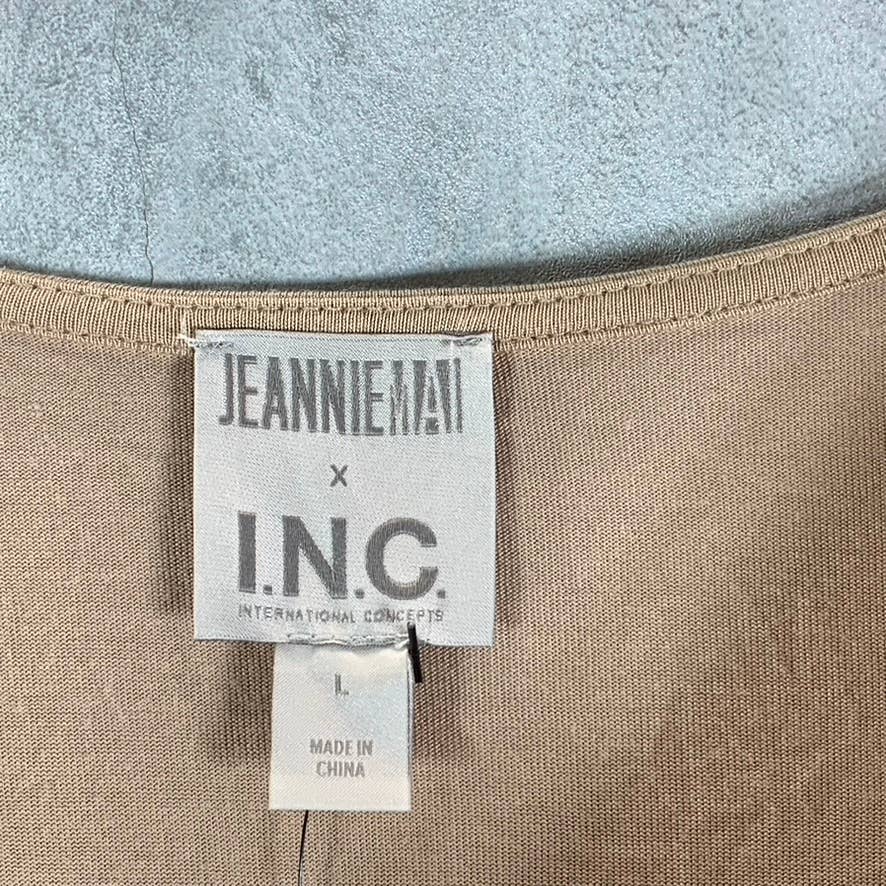 JEANNIEMAI
X
I.N.C.
INTERNATIONAL CONCEPTS
L
MADE IN
CHINA